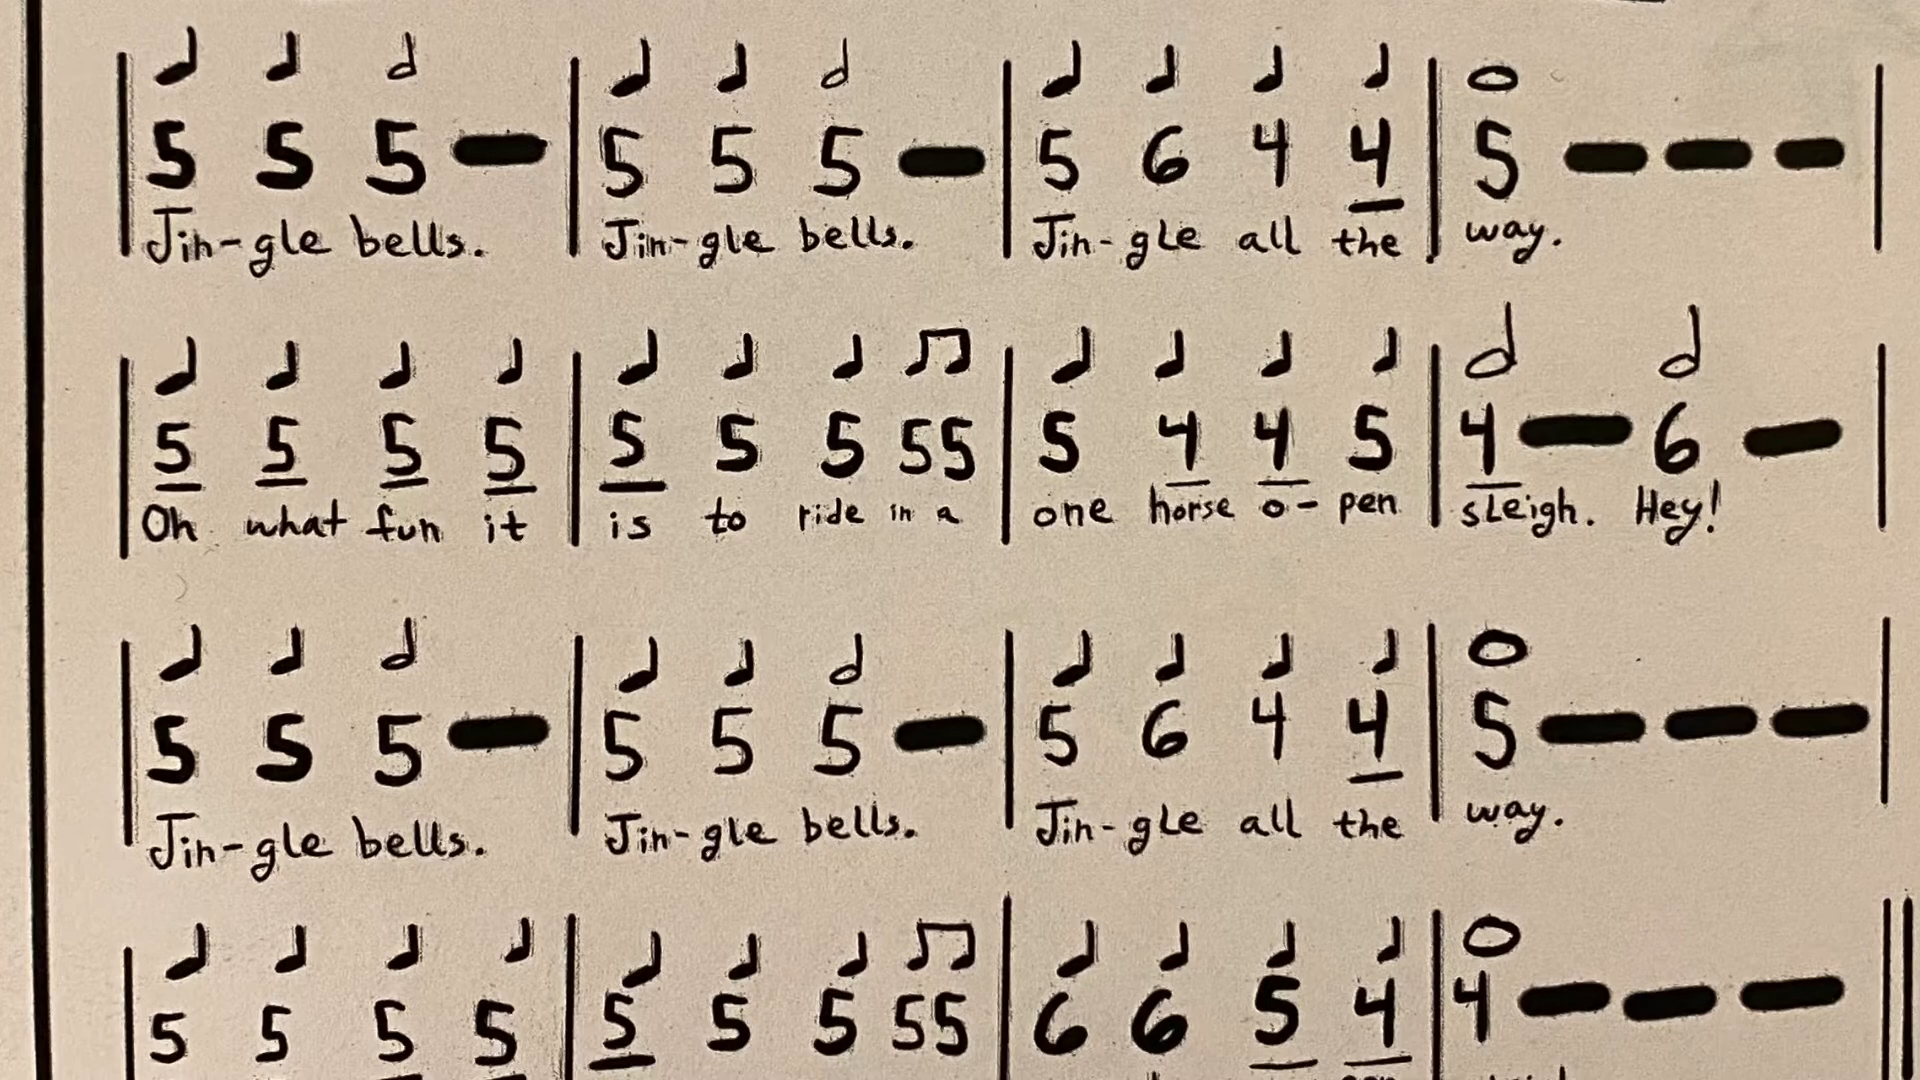 5 5 5 – | 5 5 5 – | 5 6 4 4 | 5 – – –
Jin-gle bells. Jin-gle bells. Jin-gle all the way.
5 5 5 5 | 5 5 5 55 | 5 4 4 5 | 4 – 6 –
Oh what fun it is to ride in a one horse o-pen sleigh. Hey!
5 5 5 – | 5 5 5 – | 5 6 4 4 | 5 – – –
Jin-gle bells. Jin-gle bells. Jin-gle all the way.
5 5 5 5 | 5 5 5 55 | 6 6 5 4 | 4 – – –